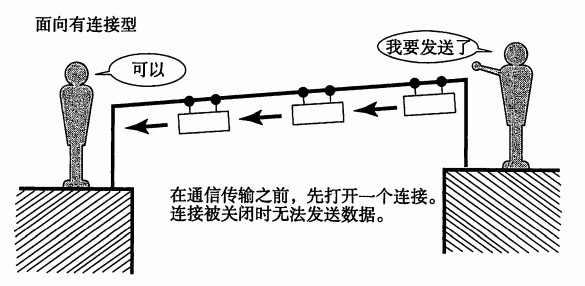 面向有连接型
我要发送了
可以
在通信传输之前，先打开一个连接。
连接被关闭时无法发送数据。